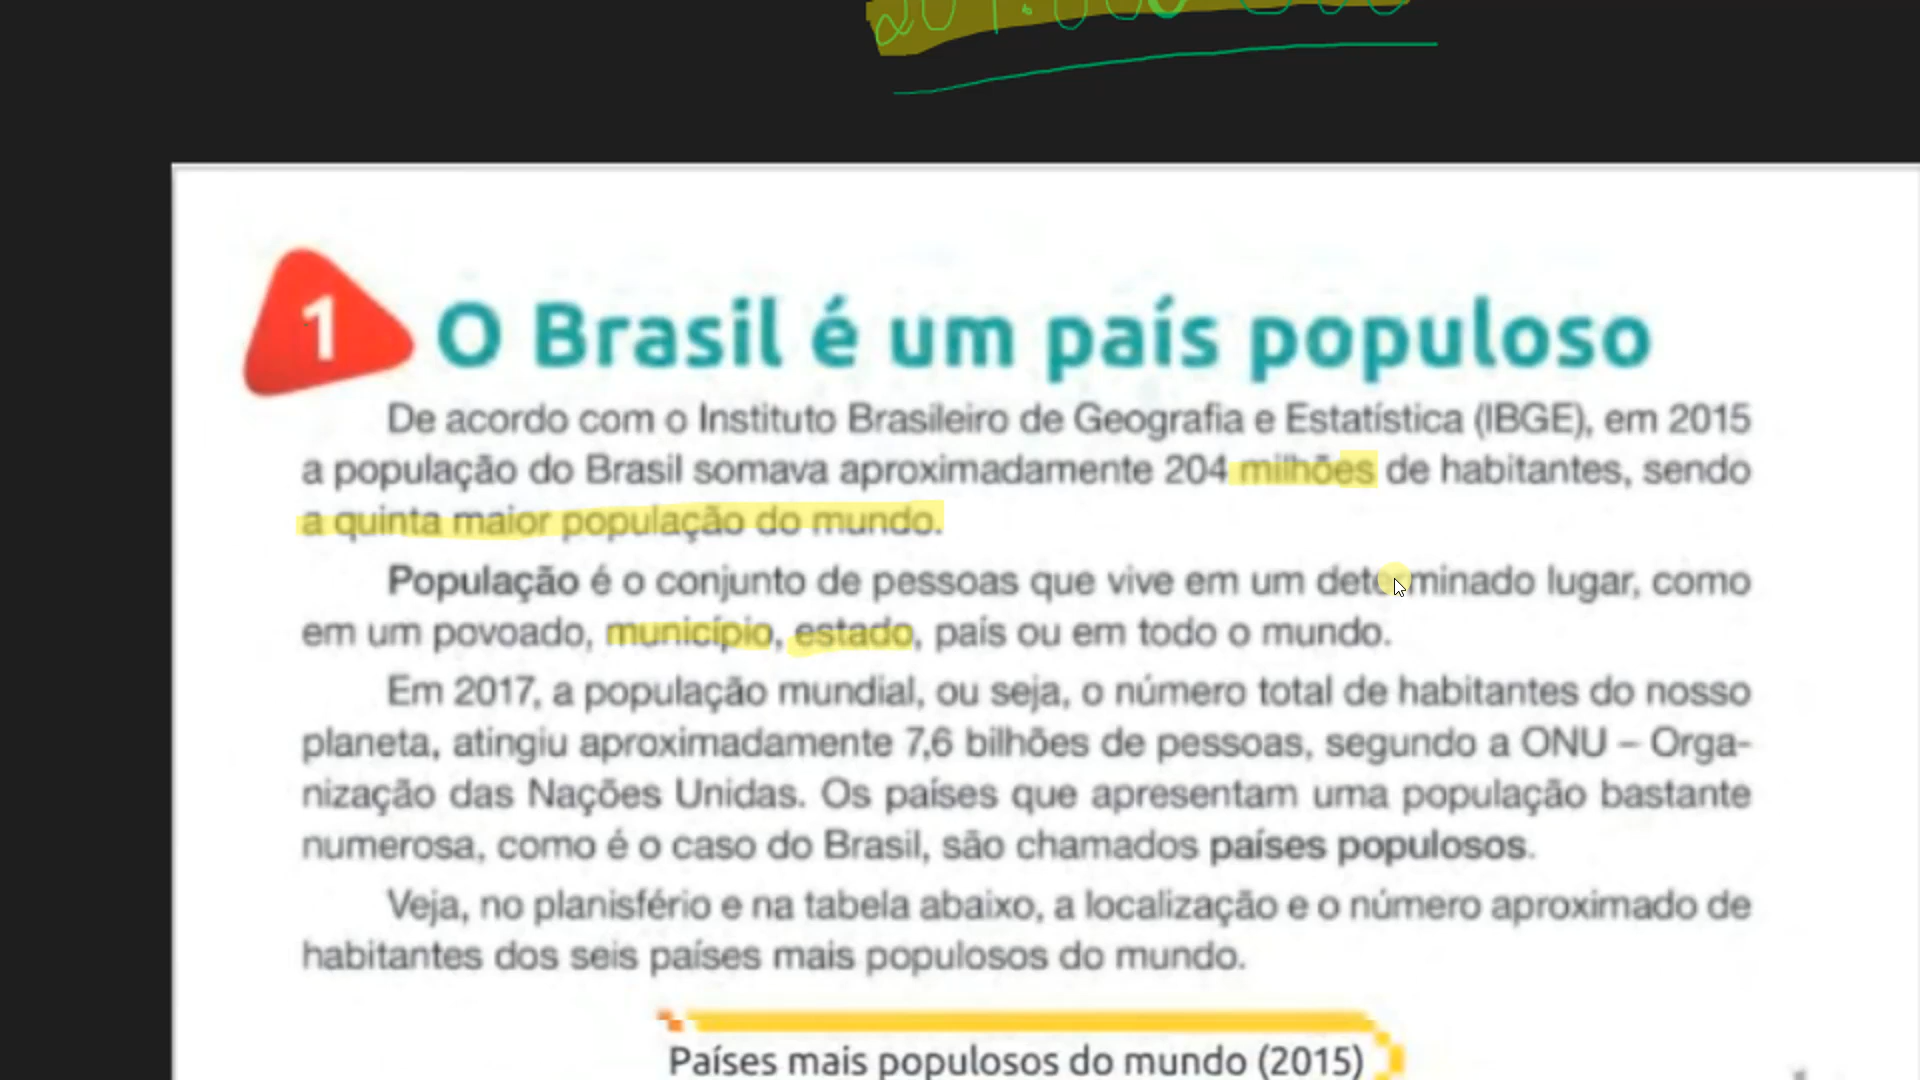 1 O Brasil é um país populoso
De acordo com o Instituto Brasileiro de Geografia e Estatística (IBGE), em 2015
a população do Brasil somava aproximadamente 204 milhões de habitantes, sendo
a quinta maior população do mundo.
População é o conjunto de pessoas que vive em um determinado lugar, como
em um povoado, município, estado, país ou em todo o mundo.
Em 2017, a população mundial, ou seja, o número total de habitantes do nosso
planeta, atingiu aproximadamente 7,6 bilhões de pessoas, segundo a ONU – Orga-
nização das Nações Unidas. Os países que apresentam uma população bastante
numerosa, como é o caso do Brasil, são chamados países populosos.
Veja, no planisfério e na tabela abaixo, a localização e o número aproximado de
habitantes dos seis países mais populosos do mundo.
Países mais populosos do mundo (2015)